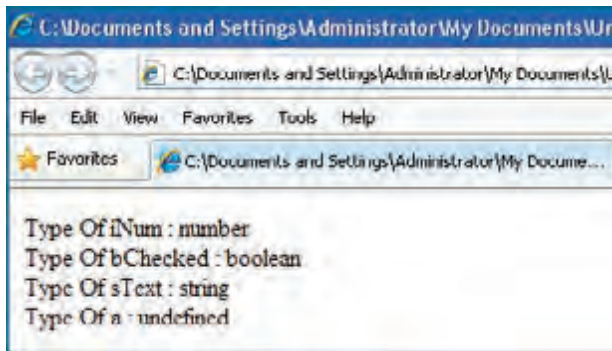 C:\Documents and Settings\Administrator\My Documents\Un
C:\Documents and Settings\Administrator\My Documents\U
File Edit View Favorites Tools Help
Favorites C:\Documents and Settings\Administrator\My Docume...
Type Of iNum : number
Type Of bChecked : boolean
Type Of sText : string
Type Of a : undefined